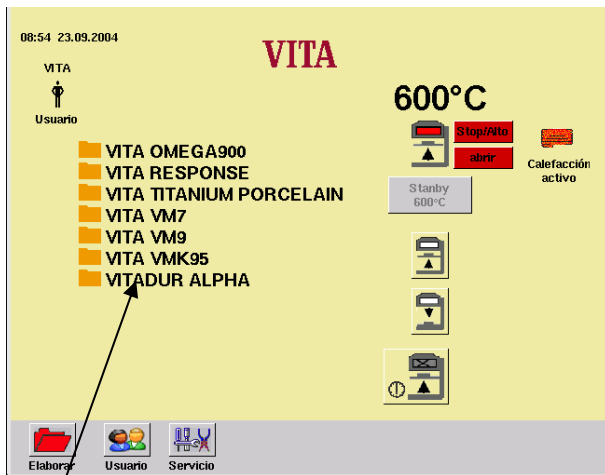 08:54 23.09.2004
VITA
VITA
Usuario
600°C
Stop/Alto
abrir
Calefacción
activo
Stanby
600°C
VITA OMEGA900
VITA RESPONSE
VITA TITANIUM PORCELAIN
VITA VM7
VITA VM9
VITA VMK95
VITADUR ALPHA
Elaborar
Usuario
Servicio